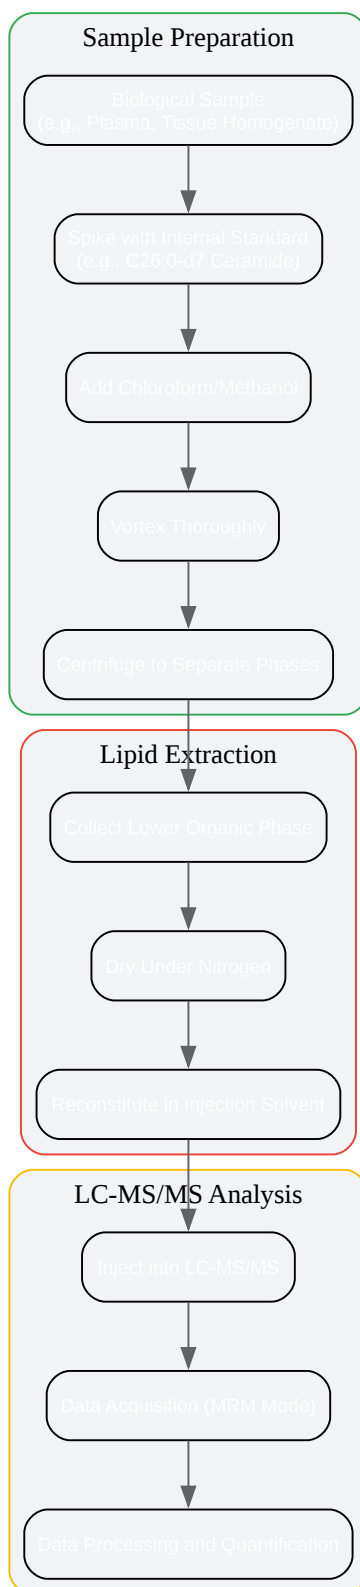 Sample Preparation
Biological Sample
(e.g., Plasma, Tissue Homogenate)
Spike with Internal Standard
(e.g., C26:0-d7 Ceramide)
Add Chloroform/Methanol
Vortex Thoroughly
Centrifuge to Separate Phases
Lipid Extraction
Collect Lower Organic Phase
Dry Under Nitrogen
Reconstitute in Injection Solvent
LC-MS/MS Analysis
Inject into LC-MS/MS
Data Acquisition (MRM Mode)
Data Processing and Quantification